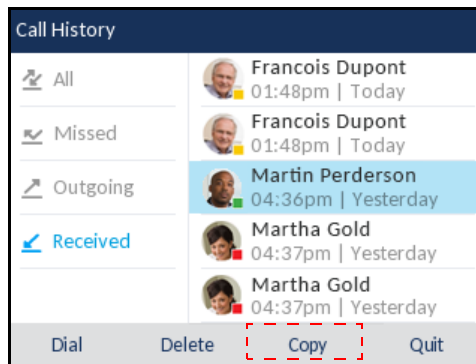 Call History
All
Missed
Outgoing
Received
Francois Dupont
01:48pm | Today
Francois Dupont
01:48pm | Today
Martin Perderson
04:36pm | Yesterday
Martha Gold
04:37pm | Yesterday
Martha Gold
04:37pm | Yesterday
Dial Delete Copy Quit